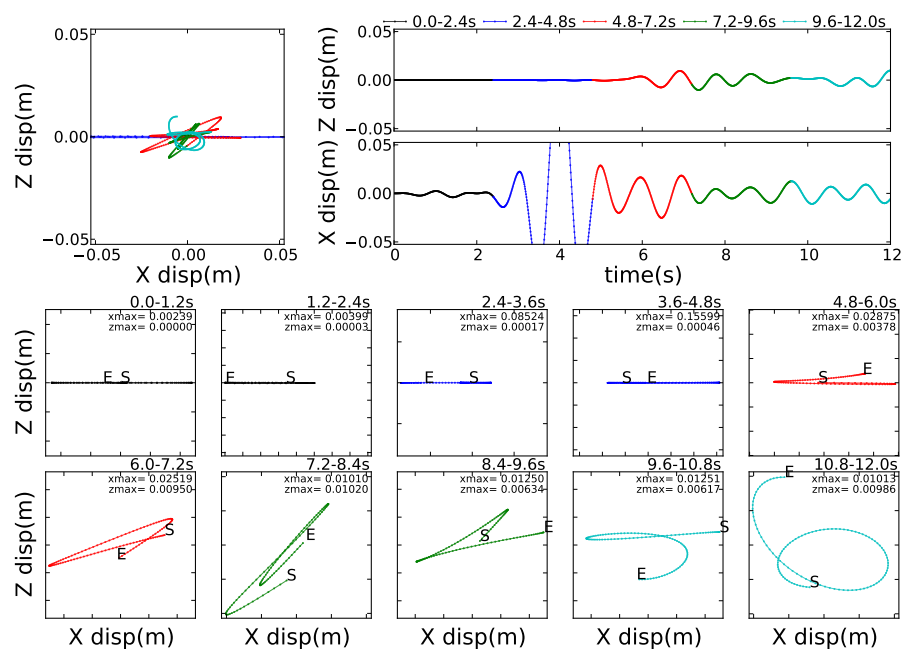 0.0-2.4s 2.4-4.8s 4.8-7.2s 7.2-9.6s 9.6-12.0s
0.05
0.00
−0.05
Z disp(m)
−0.05 0.00 0.05
X disp(m)
0.05
0.00
−0.05
Z disp(m)
0.05
0.00
−0.05
X disp(m)
0 2 4 6 8 10 12
time(s)
0.0-1.2s
xmax= 0.00239
zmax= 0.00000
E S
1.2-2.4s
xmax= 0.00399
zmax= 0.00003
E S
2.4-3.6s
xmax= 0.08524
zmax= 0.00017
E S
3.6-4.8s
xmax= 0.15599
zmax= 0.00046
S E
4.8-6.0s
xmax= 0.02875
zmax= 0.00378
S E
Z disp(m)
6.0-7.2s
xmax= 0.02519
zmax= 0.00950
S
E
7.2-8.4s
xmax= 0.01010
zmax= 0.01020
E
S
8.4-9.6s
xmax= 0.01250
zmax= 0.00634
E
S
9.6-10.8s
xmax= 0.01251
zmax= 0.00617
S
E
10.8-12.0s
xmax= 0.01013
zmax= 0.00986
E
S
Z disp(m)
X disp(m) X disp(m) X disp(m) X disp(m) X disp(m)